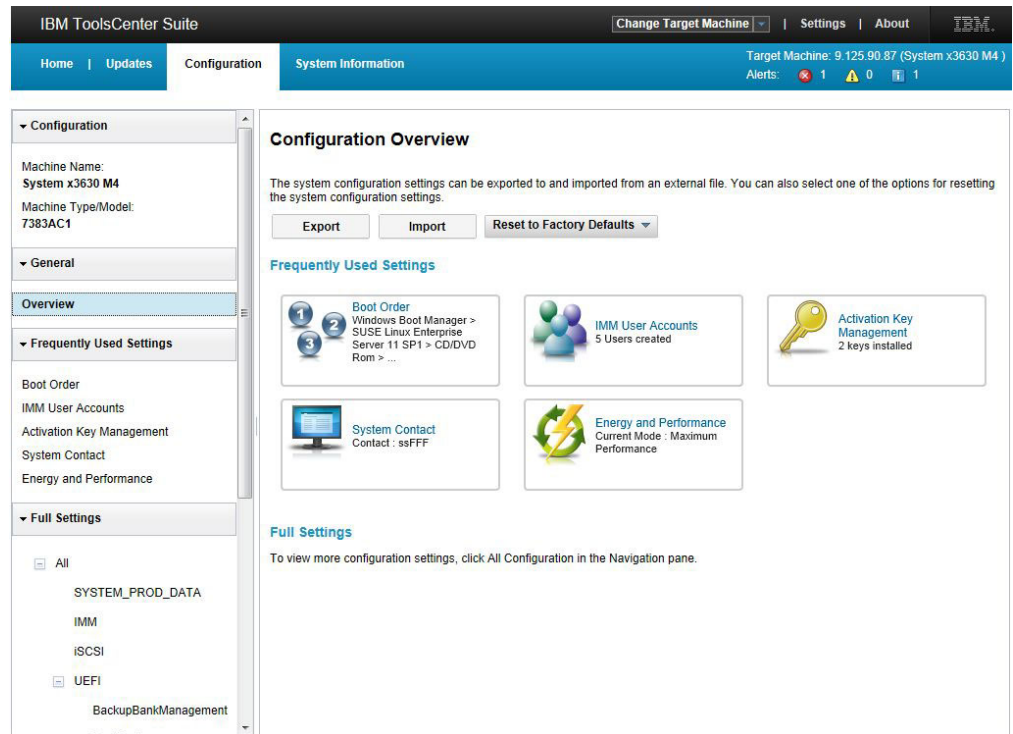 IBM ToolsCenter Suite
Change Target Machine | Settings | About IBM.
Home | Updates Configuration System Information
Target Machine: 9.125.90.87 (System x3630 M4 )
Alerts: 1 0 1
Configuration
Machine Name:
System x3630 M4
Machine Type/Model:
7383AC1
General
Overview
Frequently Used Settings
Boot Order
IMM User Accounts
Activation Key Management
System Contact
Energy and Performance
Full Settings
All
SYSTEM_PROD_DATA
IMM
iSCSI
UEFI
BackupBankManagement
Configuration Overview
The system configuration settings can be exported to and imported from an external file. You can also select one of the options for resetting
the system configuration settings.
Export Import Reset to Factory Defaults
Frequently Used Settings
1 2 3
Boot Order
Windows Boot Manager >
SUSE Linux Enterprise
Server 11 SP1 > CD/DVD
Rom > ...
IMM User Accounts
5 Users created
Activation Key
Management
2 keys installed
System Contact
Contact : ssFFF
Energy and Performance
Current Mode : Maximum
Performance
Full Settings
To view more configuration settings, click All Configuration in the Navigation pane.